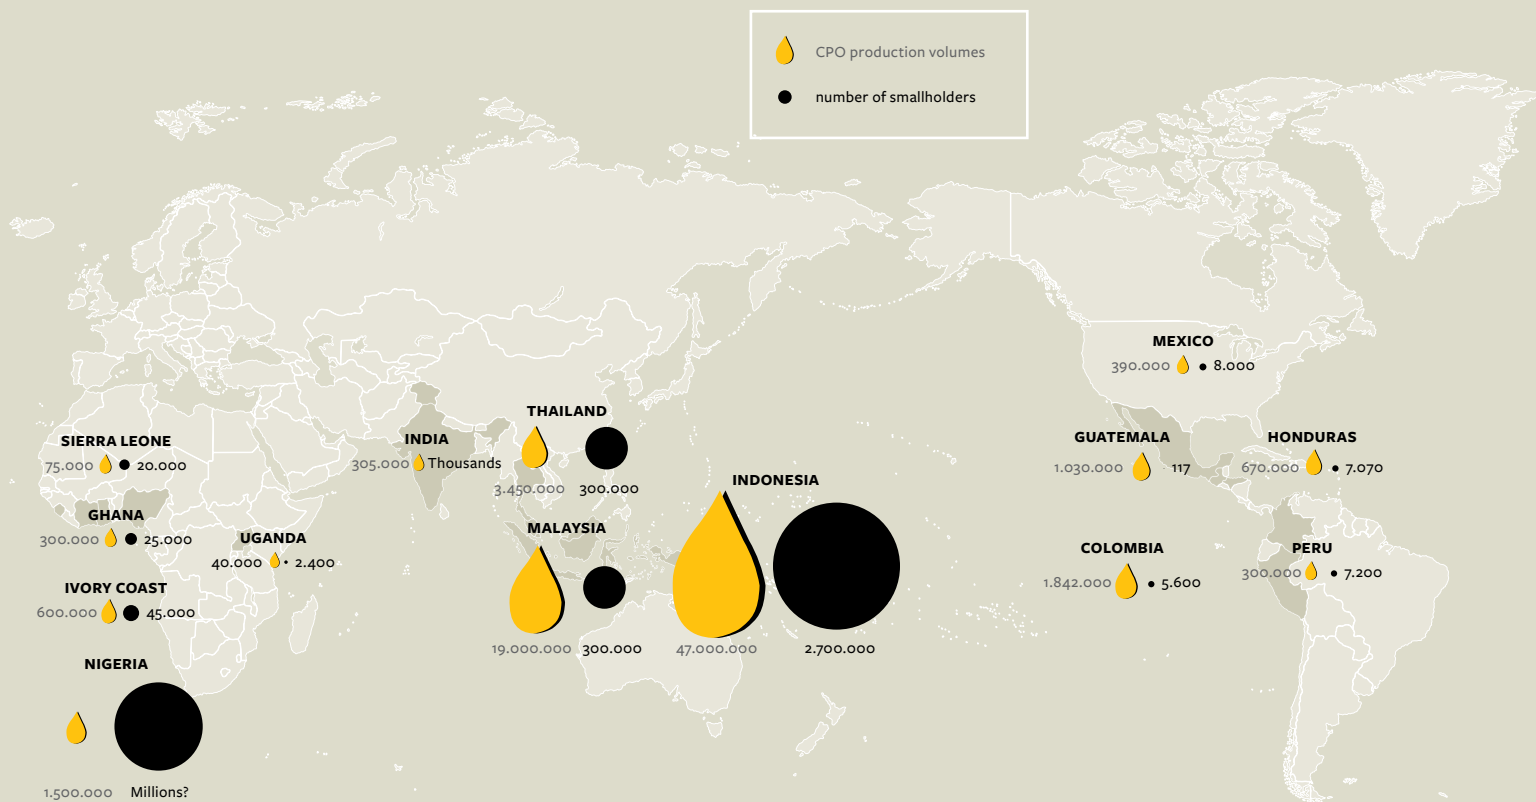 CPO production volumes
number of smallholders
MEXICO
390.000 8.000
THAILAND
3.450.000 300.000
SIERRA LEONE
75.000 20.000
INDIA
305.000 Thousands
GUATEMALA
1.030.000 117
HONDURAS
670.000 7.070
INDONESIA
47.000.000 2.700.000
GHANA
300.000 25.000
UGANDA
40.000 2.400
MALAYSIA
19.000.000 300.000
COLOMBIA
1.842.000 5.600
PERU
300.000 7.200
IVORY COAST
600.000 45.000
NIGERIA
1.500.000 Millions?